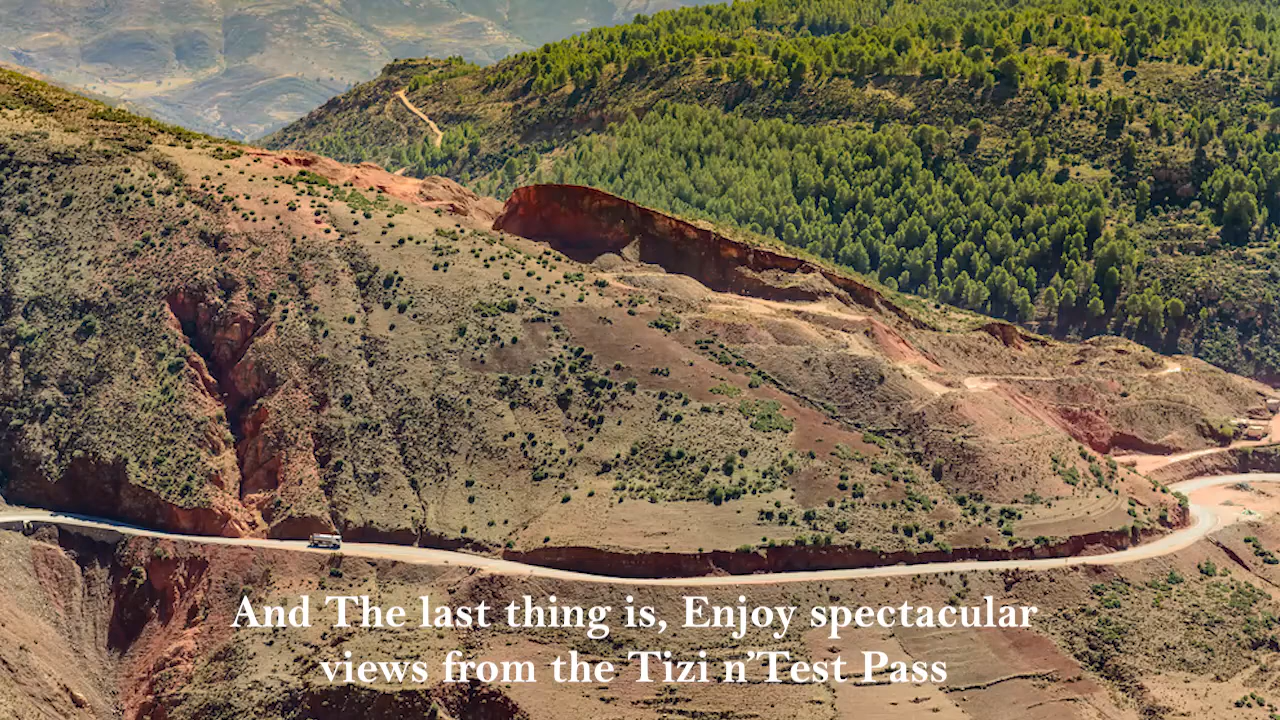 And The last thing is, Enjoy spectacular
views from the Tizi n’Test Pass